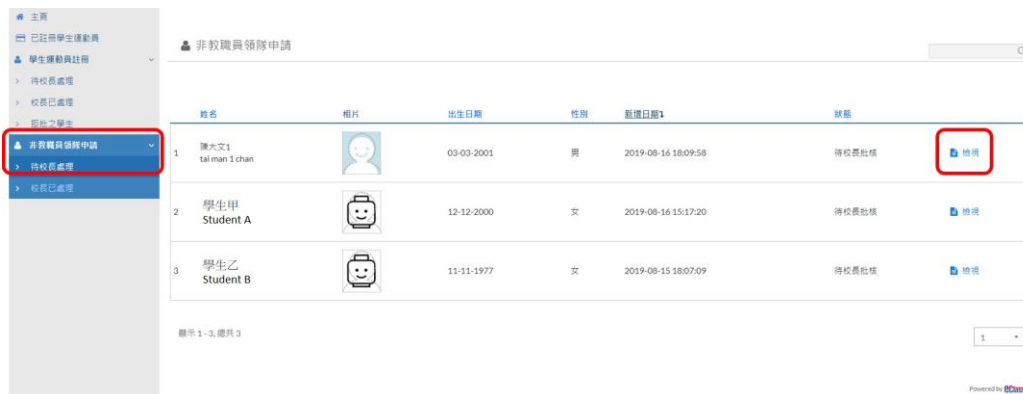 主頁
已註冊學生運動員
學生運動員註冊
待校長處理
校長已處理
拒批之學生
非教職員領隊申請
待校長處理
校長已處理
非教職員領隊申請
姓名 相片 出生日期 性別 新增日期 狀態
1 陳大文1 03-03-2001 男 2019-08-16 18:09:58 待校長批核 檢視
tai man 1 chan
2 學生甲 12-12-2000 女 2019-08-16 15:17:20 待校長批核 檢視
Student A
3 學生乙 11-11-1977 女 2019-08-15 18:07:09 待校長批核 檢視
Student B
顯示 1 - 3, 總共 3
1
Powered by eClass